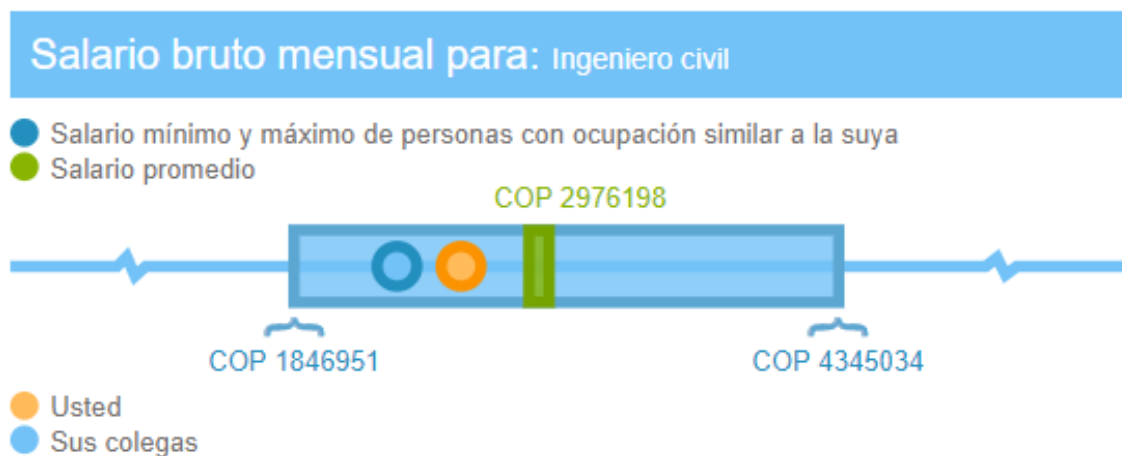 Salario bruto mensual para: Ingeniero civil
Salario mínimo y máximo de personas con ocupación similar a la suya
Salario promedio
COP 2976198
COP 1846951
COP 4345034
Usted
Sus colegas